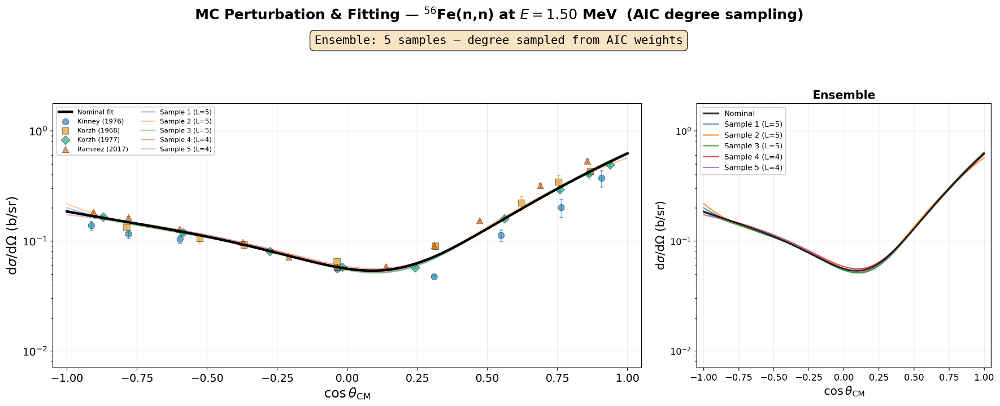 MC Perturbation & Fitting — ⁵⁶Fe(n,n) at E = 1.50 MeV (AIC degree sampling)
Ensemble: 5 samples — degree sampled from AIC weights
Nominal fit
Kinney (1976)
Korzh (1968)
Korzh (1977)
Ramirez (2017)
Sample 1 (L=5)
Sample 2 (L=5)
Sample 3 (L=5)
Sample 4 (L=4)
Sample 5 (L=4)
dσ/dΩ (b/sr)
10⁰
10⁻¹
10⁻²
−1.00 −0.75 −0.50 −0.25 0.00 0.25 0.50 0.75 1.00
cos θCM
Ensemble
Nominal
Sample 1 (L=5)
Sample 2 (L=5)
Sample 3 (L=5)
Sample 4 (L=4)
Sample 5 (L=4)
dσ/dΩ (b/sr)
10⁰
10⁻¹
10⁻²
−1.00 −0.75 −0.50 −0.25 0.00 0.25 0.50 0.75 1.00
cos θCM